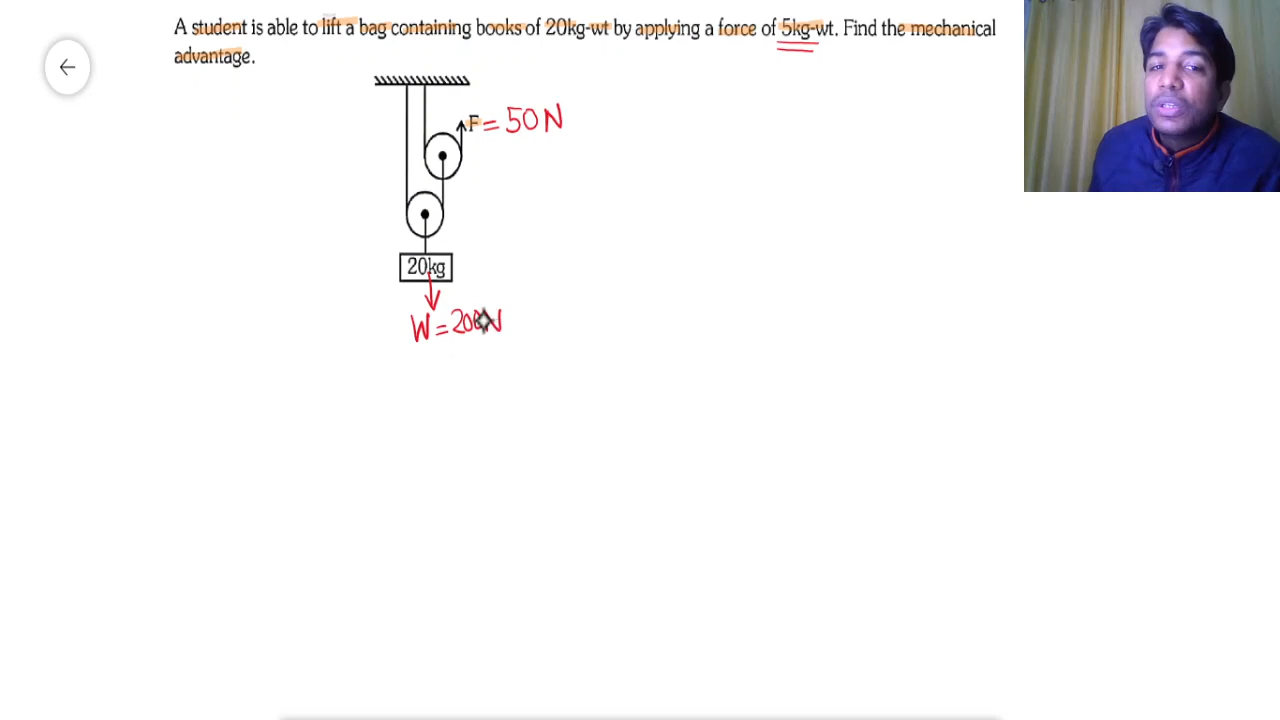 A student is able to lift a bag containing books of 20kg-wt by applying a force of 5kg-wt. Find the mechanical
advantage.
F = 50 N
20kg
W = 200N